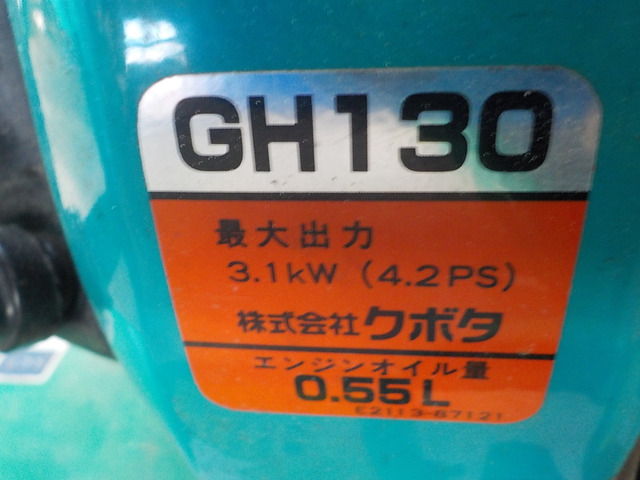 GH130
最大出力
3.1kW (4.2PS)
株式会社クボタ
エンジンオイル量
0.55L
E2113-87121